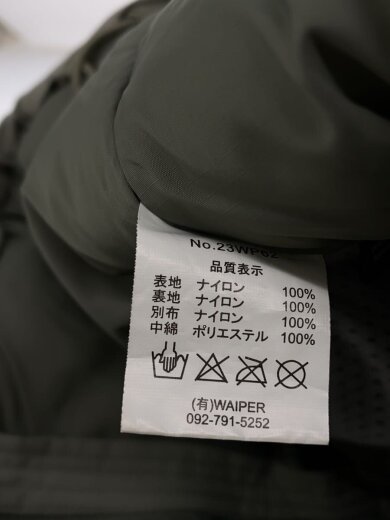 No.23WP62
品質表示
表地 ナイロン 100%
裏地 ナイロン 100%
別布 ナイロン 100%
中綿 ポリエステル 100%
(有)WAIPER
092-791-5252